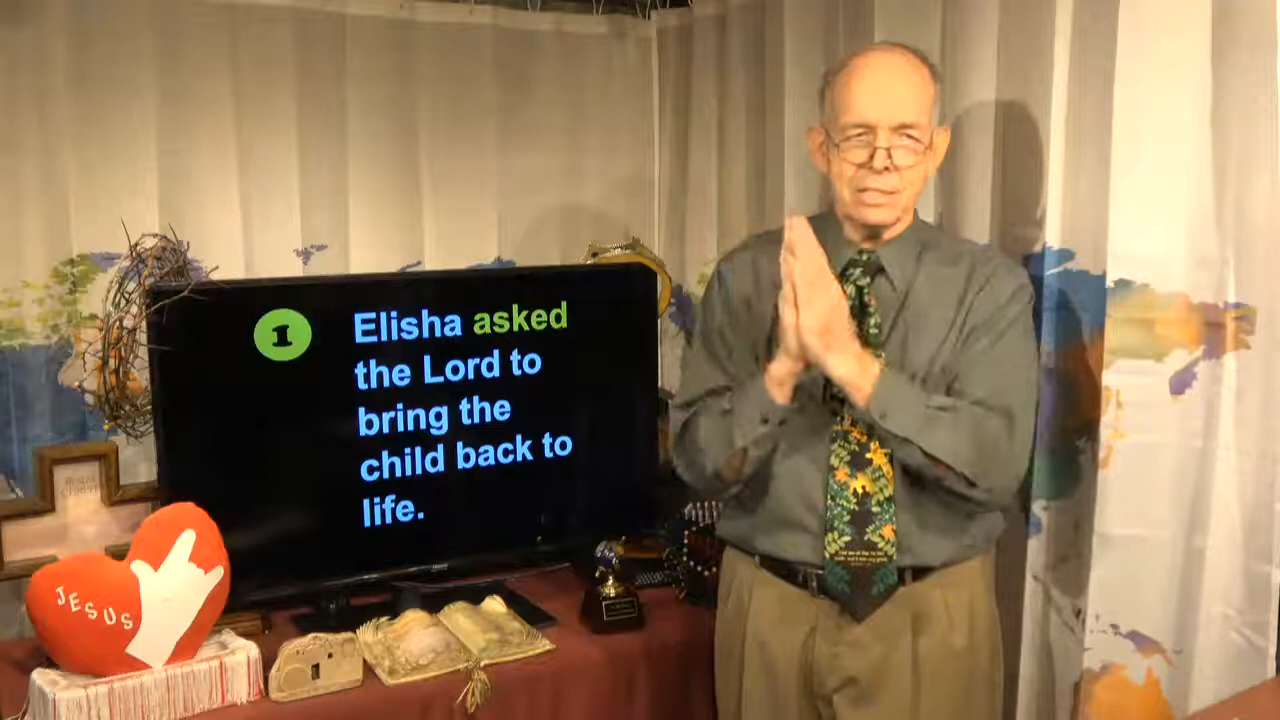 1
Elisha asked
the Lord to
bring the
child back to
life.
JESUS